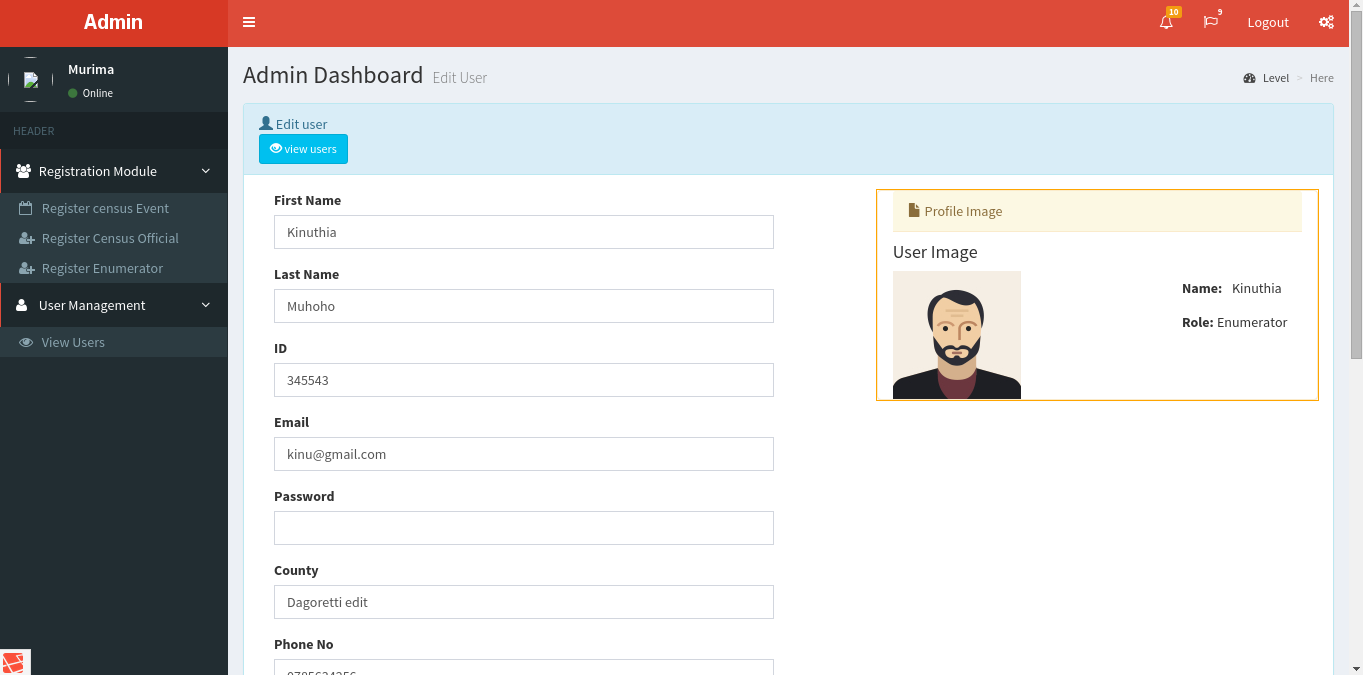 Admin
10
9
Logout
Murima
Online
Admin Dashboard Edit User
Level > Here
HEADER
Edit user
view users
Registration Module
Register census Event
Register Census Official
Register Enumerator
User Management
View Users
First Name
Kinuthia
Last Name
Muhoho
ID
345543
Email
kinu@gmail.com
Password
County
Dagoretti edit
Phone No
Profile Image
User Image
Name: Kinuthia
Role: Enumerator